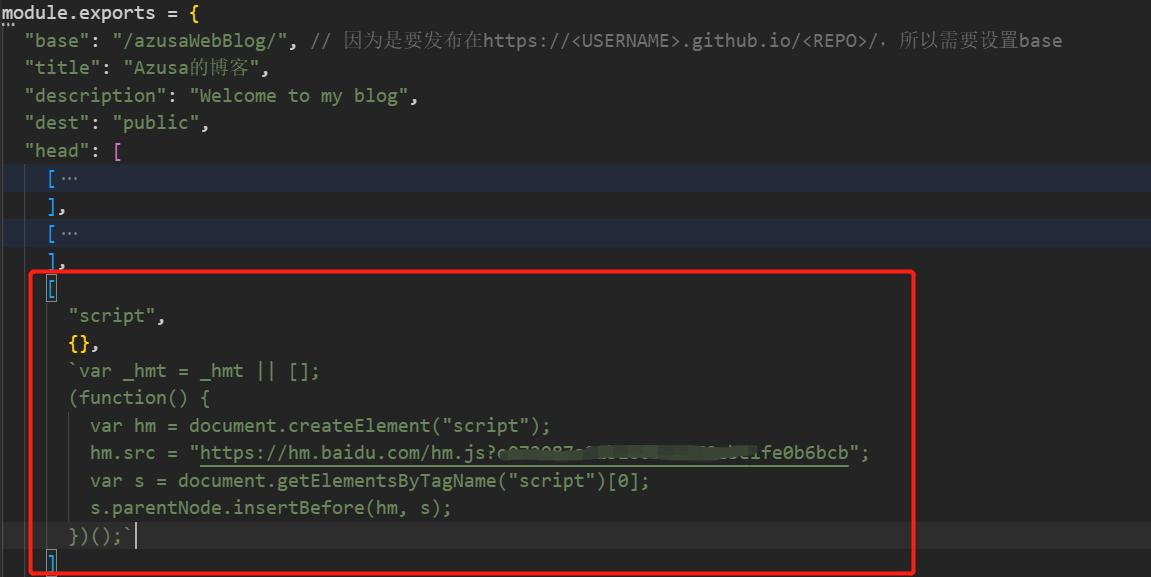 module.exports = {
"base": "/azusaWebBlog/", // 因为是要发布在https://<USERNAME>.github.io/<REPO>/，所以需要设置base
"title": "Azusa的博客",
"description": "Welcome to my blog",
"dest": "public",
"head": [
[···
],
[···
],
[
"script",
{},
`var _hmt = _hmt || [];
(function() {
var hm = document.createElement("script");
hm.src = "https://hm.baidu.com/hm.js?
";
var s = document.getElementsByTagName("script")[0];
s.parentNode.insertBefore(hm, s);
})();`
]